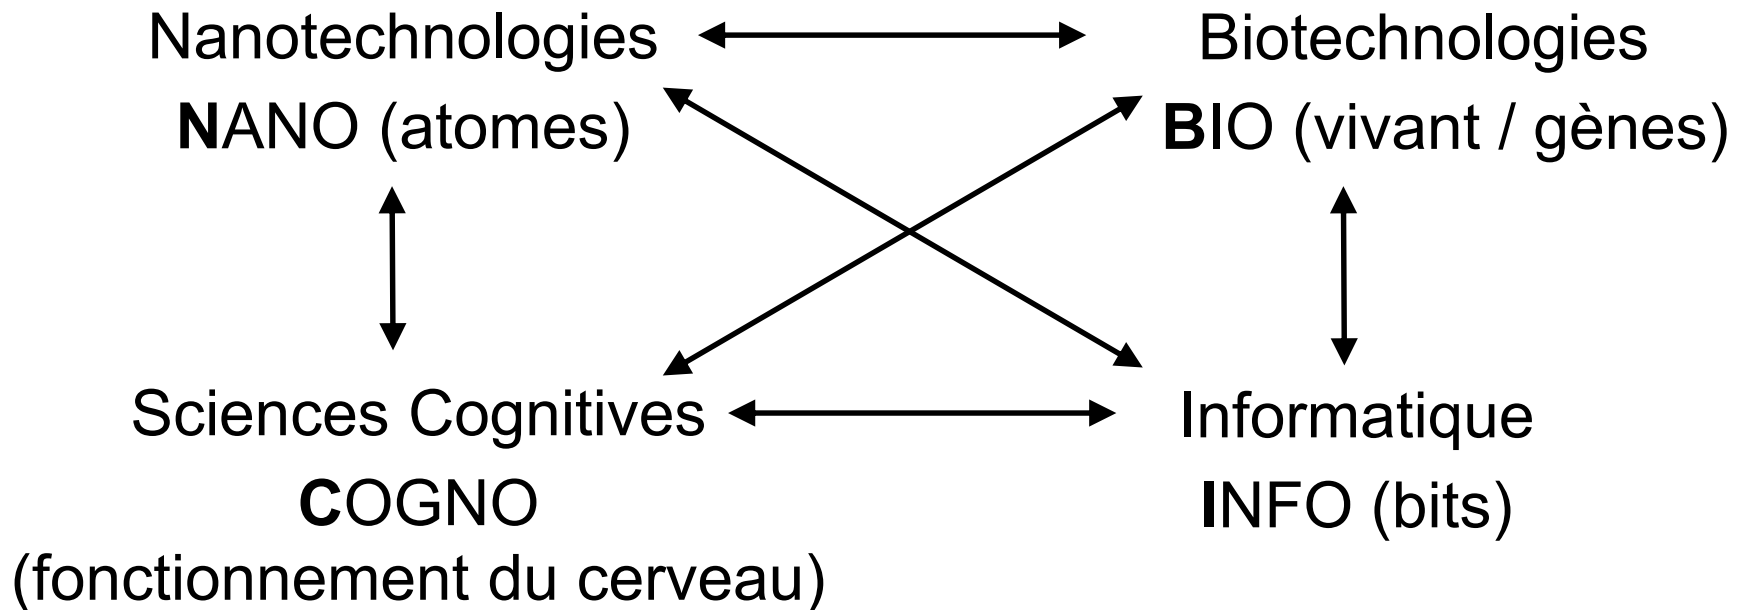 Nanotechnologies
NANO (atomes)
Biotechnologies
BIO (vivant / gènes)
Sciences Cognitives
COGNO
(fonctionnement du cerveau)
Informatique
INFO (bits)